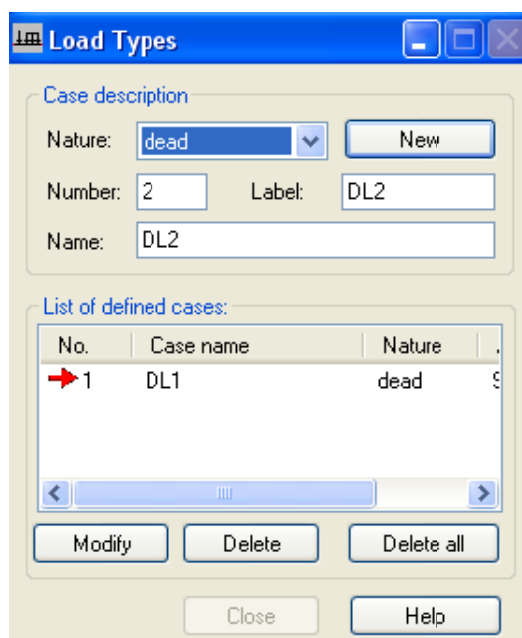 Load Types
Case description
Nature: dead New
Number: 2 Label: DL2
Name: DL2
List of defined cases:
No. Case name Nature
1 DL1 dead
Modify Delete Delete all
Close Help